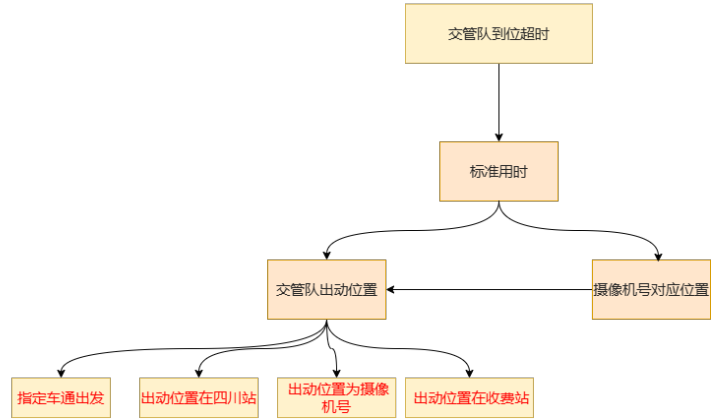 交管队到位超时
标准用时
交管队出动位置
摄像机号对应位置
指定车通出发
出动位置在四川站
出动位置为摄像
机号
出动位置在收费站